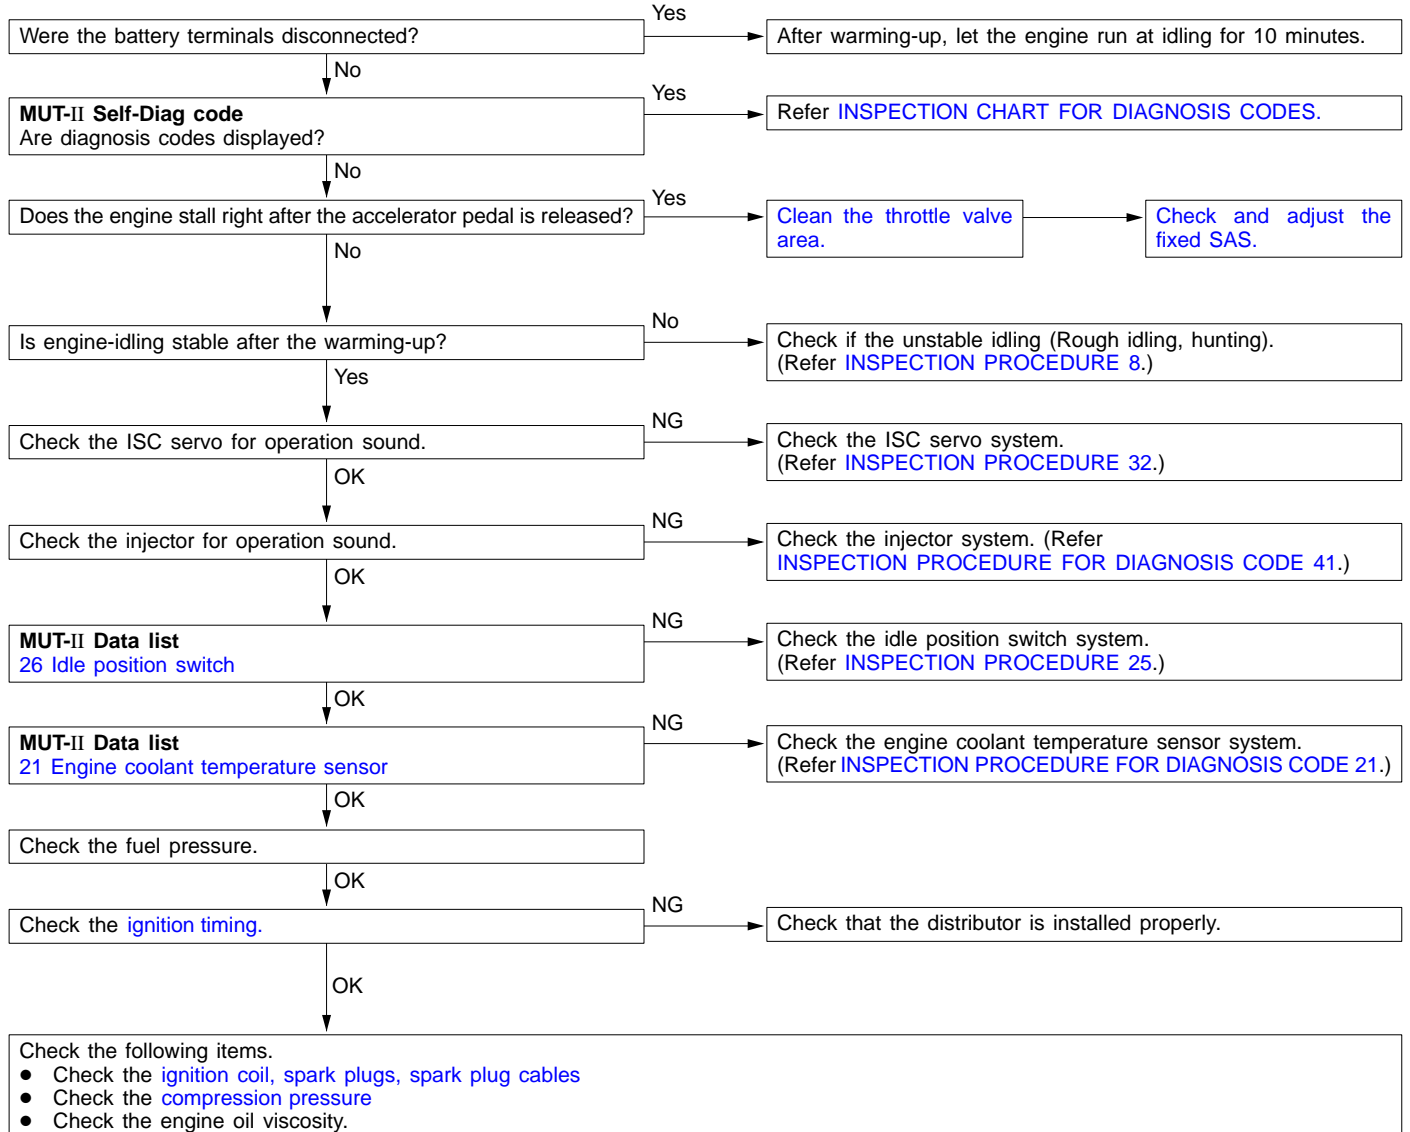 Yes
Were the battery terminals disconnected?
After warming-up, let the engine run at idling for 10 minutes.
No
MUT-II Self-Diag code
Are diagnosis codes displayed?
Yes
Refer INSPECTION CHART FOR DIAGNOSIS CODES.
No
Does the engine stall right after the accelerator pedal is released?
Yes
Clean the throttle valve
area.
Check and adjust the
fixed SAS.
No
Is engine-idling stable after the warming-up?
No
Check if the unstable idling (Rough idling, hunting).
(Refer INSPECTION PROCEDURE 8.)
Yes
Check the ISC servo for operation sound.
NG
Check the ISC servo system.
(Refer INSPECTION PROCEDURE 32.)
OK
Check the injector for operation sound.
NG
Check the injector system. (Refer
INSPECTION PROCEDURE FOR DIAGNOSIS CODE 41.)
OK
MUT-II Data list
26 Idle position switch
NG
Check the idle position switch system.
(Refer INSPECTION PROCEDURE 25.)
OK
MUT-II Data list
21 Engine coolant temperature sensor
NG
Check the engine coolant temperature sensor system.
(Refer INSPECTION PROCEDURE FOR DIAGNOSIS CODE 21.)
OK
Check the fuel pressure.
OK
Check the ignition timing.
NG
Check that the distributor is installed properly.
OK
Check the following items.
● Check the ignition coil, spark plugs, spark plug cables
● Check the compression pressure
● Check the engine oil viscosity.